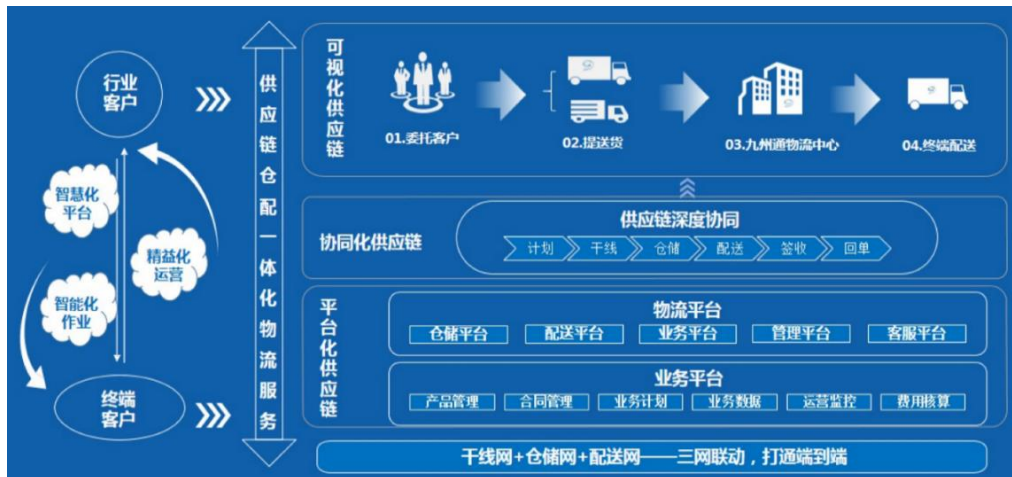 行业
客户
智慧化
平台
精益化
运营
智能化
作业
终端
客户
供应链仓配一体化物流服务
可视化供应链
01.委托客户
02.提送货
03.九州通物流中心
04.终端配送
协同化供应链
供应链深度协同
计划
干线
仓储
配送
签收
回单
平台化供应链
物流平台
仓储平台
配送平台
业务平台
管理平台
客服平台
业务平台
产品管理
合同管理
业务计划
业务数据
运营监控
费用核算
干线网+仓储网+配送网——三网联动，打通端到端